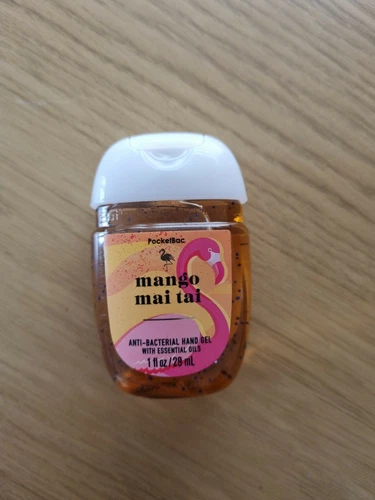 PocketBac
mango
mai tai
ANTI-BACTERIAL HAND GEL
WITH ESSENTIAL OILS
1 fl oz / 29 mL